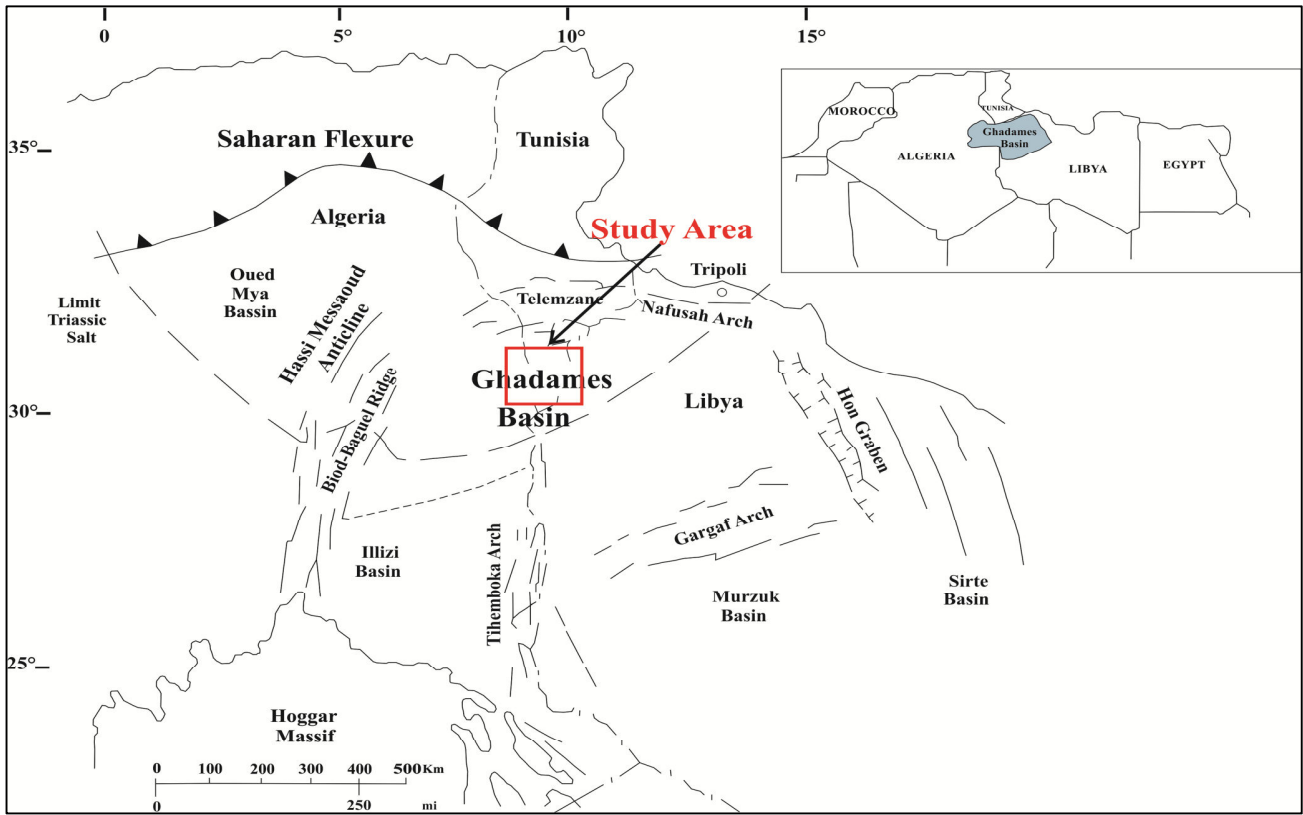 0 5° 10° 15°
35°
30°
25°
Saharan Flexure
Tunisia
Algeria
Study Area
Tripoli
Oued
Mya
Bassin
Limit
Triassic
Salt
Hassi Messaoud
Anticline
Telemzane
Nafusah Arch
Ghadames
Basin
Libya
Biod-Baguel Ridge
Hon Graben
Gargaf Arch
Illizi
Basin
Tihemboka Arch
Murzuk
Basin
Sirte
Basin
Hoggar
Massif
0 100 200 300 400 500 Km
0 250 mi
MOROCCO
TUNISIA
Ghadames
Basin
ALGERIA
LIBYA
EGYPT